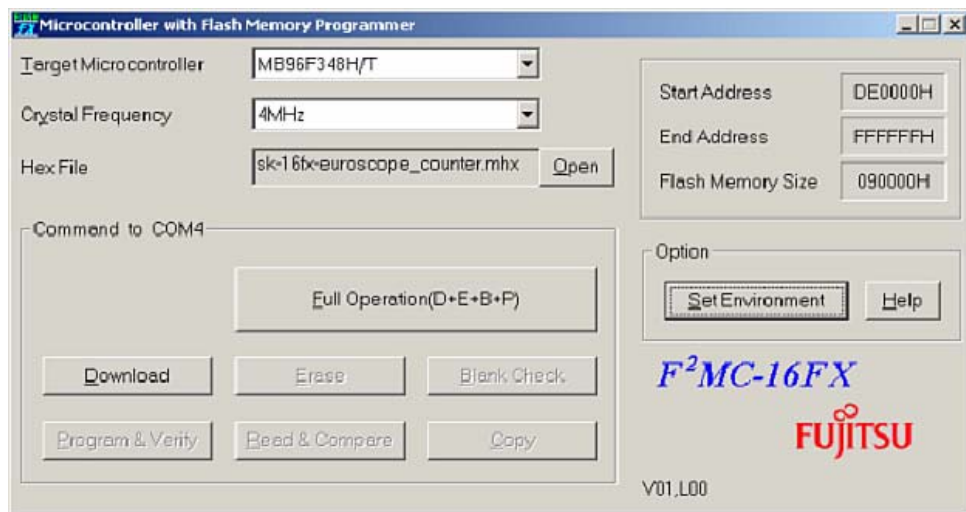 Microcontroller with Flash Memory Programmer
Target Microcontroller
MB96F348H/T
Crystal Frequency
4MHz
Hex File
sk-16fx-euroscope_counter.mhx
Open
Start Address
DE0000H
End Address
FFFFFFH
Flash Memory Size
090000H
Command to COM4
Full Operation(D+E+B+P)
Download
Erase
Blank Check
Program & Verify
Read & Compare
Copy
Option
Set Environment
Help
F²MC-16FX
FUJITSU
V01,L00